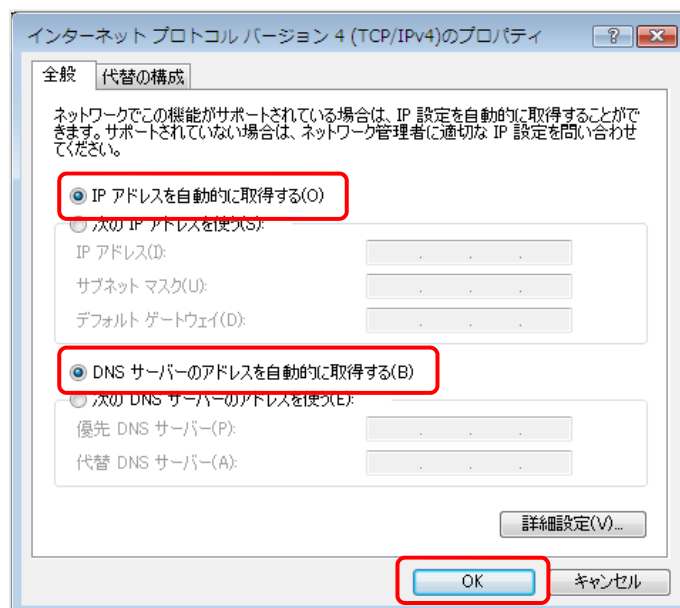 インターネット プロトコル バージョン 4 (TCP/IPv4)のプロパティ
全般
代替の構成
ネットワークでこの機能がサポートされている場合は、IP 設定を自動的に取得することがで
きます。サポートされていない場合は、ネットワーク管理者に適切な IP 設定を問い合わせ
てください。
IP アドレスを自動的に取得する(O)
次の IP アドレスを使う(S):
IP アドレス(I):
サブネット マスク(U):
デフォルト ゲートウェイ(D):
DNS サーバーのアドレスを自動的に取得する(B)
次の DNS サーバーのアドレスを使う(E):
優先 DNS サーバー(P):
代替 DNS サーバー(A):
詳細設定(V)...
OK
キャンセル